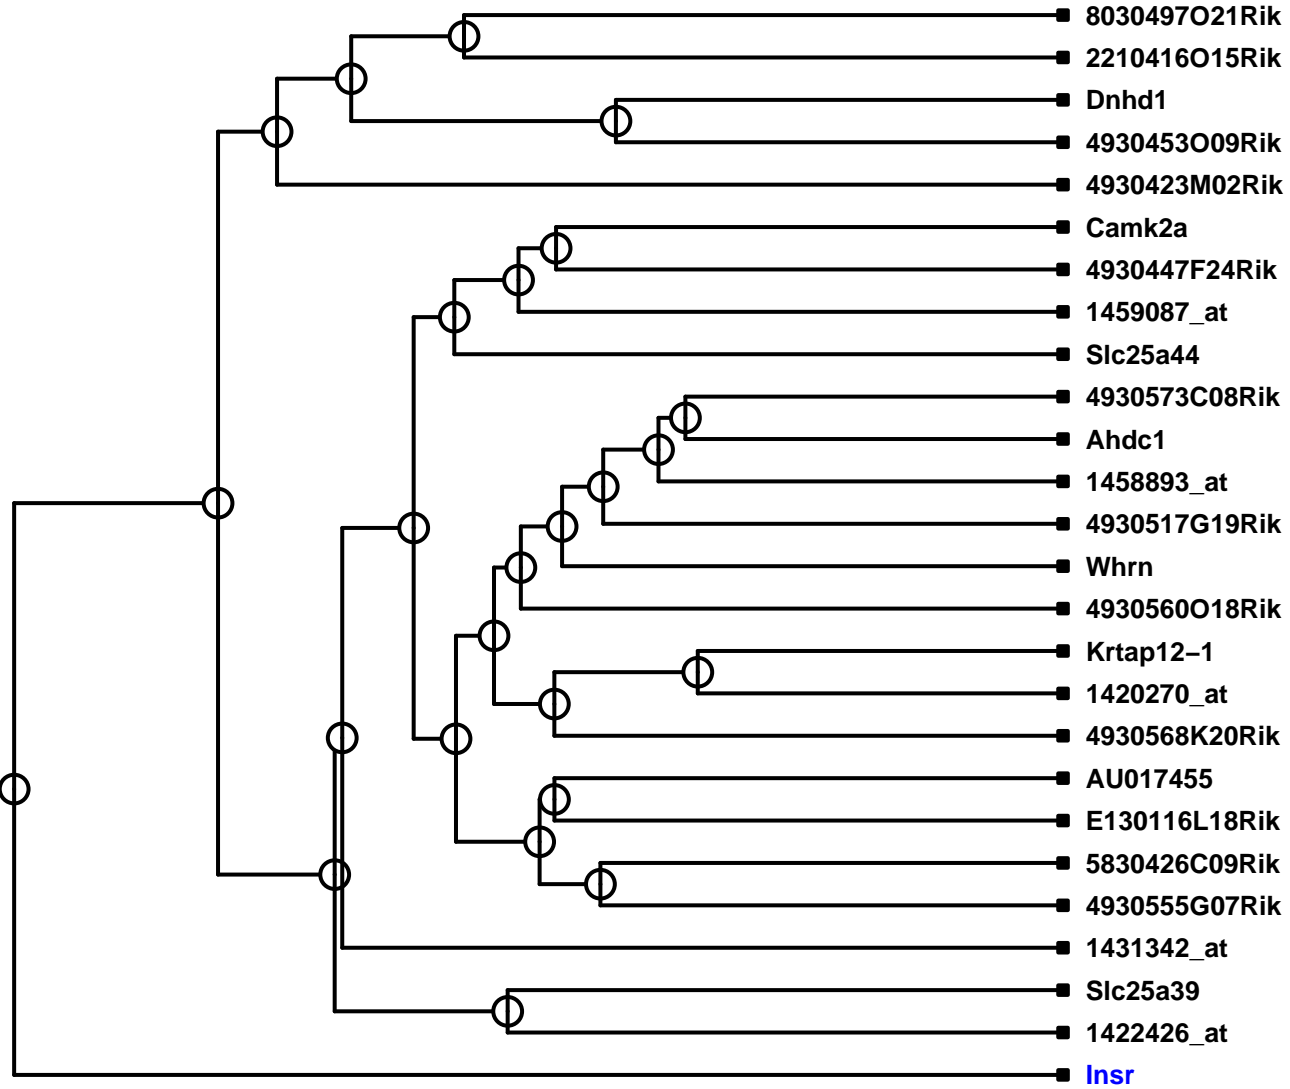 8030497O21Rik
2210416O15Rik
Dnhd1
4930453O09Rik
4930423M02Rik
Camk2a
4930447F24Rik
1459087_at
Slc25a44
4930573C08Rik
Ahdc1
1458893_at
4930517G19Rik
Whrn
4930560O18Rik
Krtap12−1
1420270_at
4930568K20Rik
AU017455
E130116L18Rik
5830426C09Rik
4930555G07Rik
1431342_at
Slc25a39
1422426_at
Insr